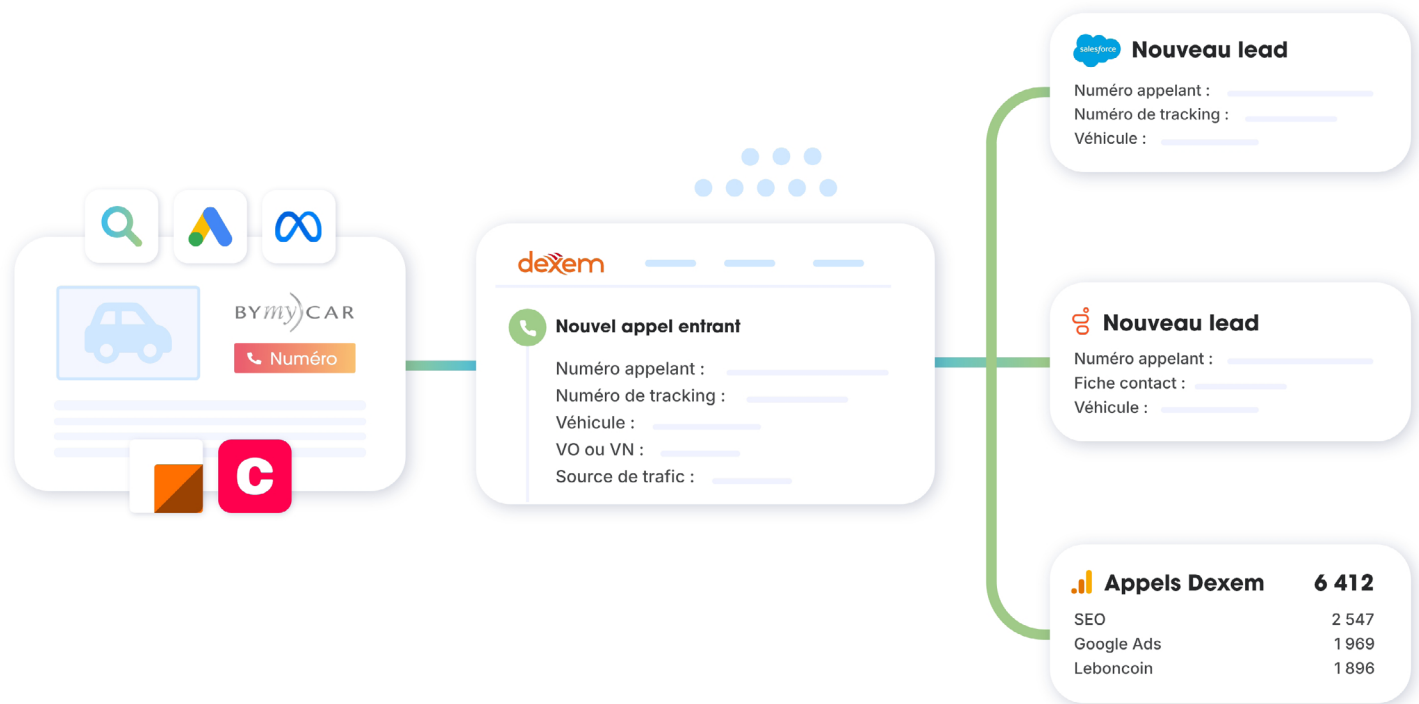 BYmyCAR
Numéro
C
dexem
Nouvel appel entrant
Numéro appelant :
Numéro de tracking :
Véhicule :
VO ou VN :
Source de trafic :
salesforce
Nouveau lead
Numéro appelant :
Numéro de tracking :
Véhicule :
Nouveau lead
Numéro appelant :
Fiche contact :
Véhicule :
Appels Dexem 6 412
SEO 2 547
Google Ads 1 969
Leboncoin 1 896